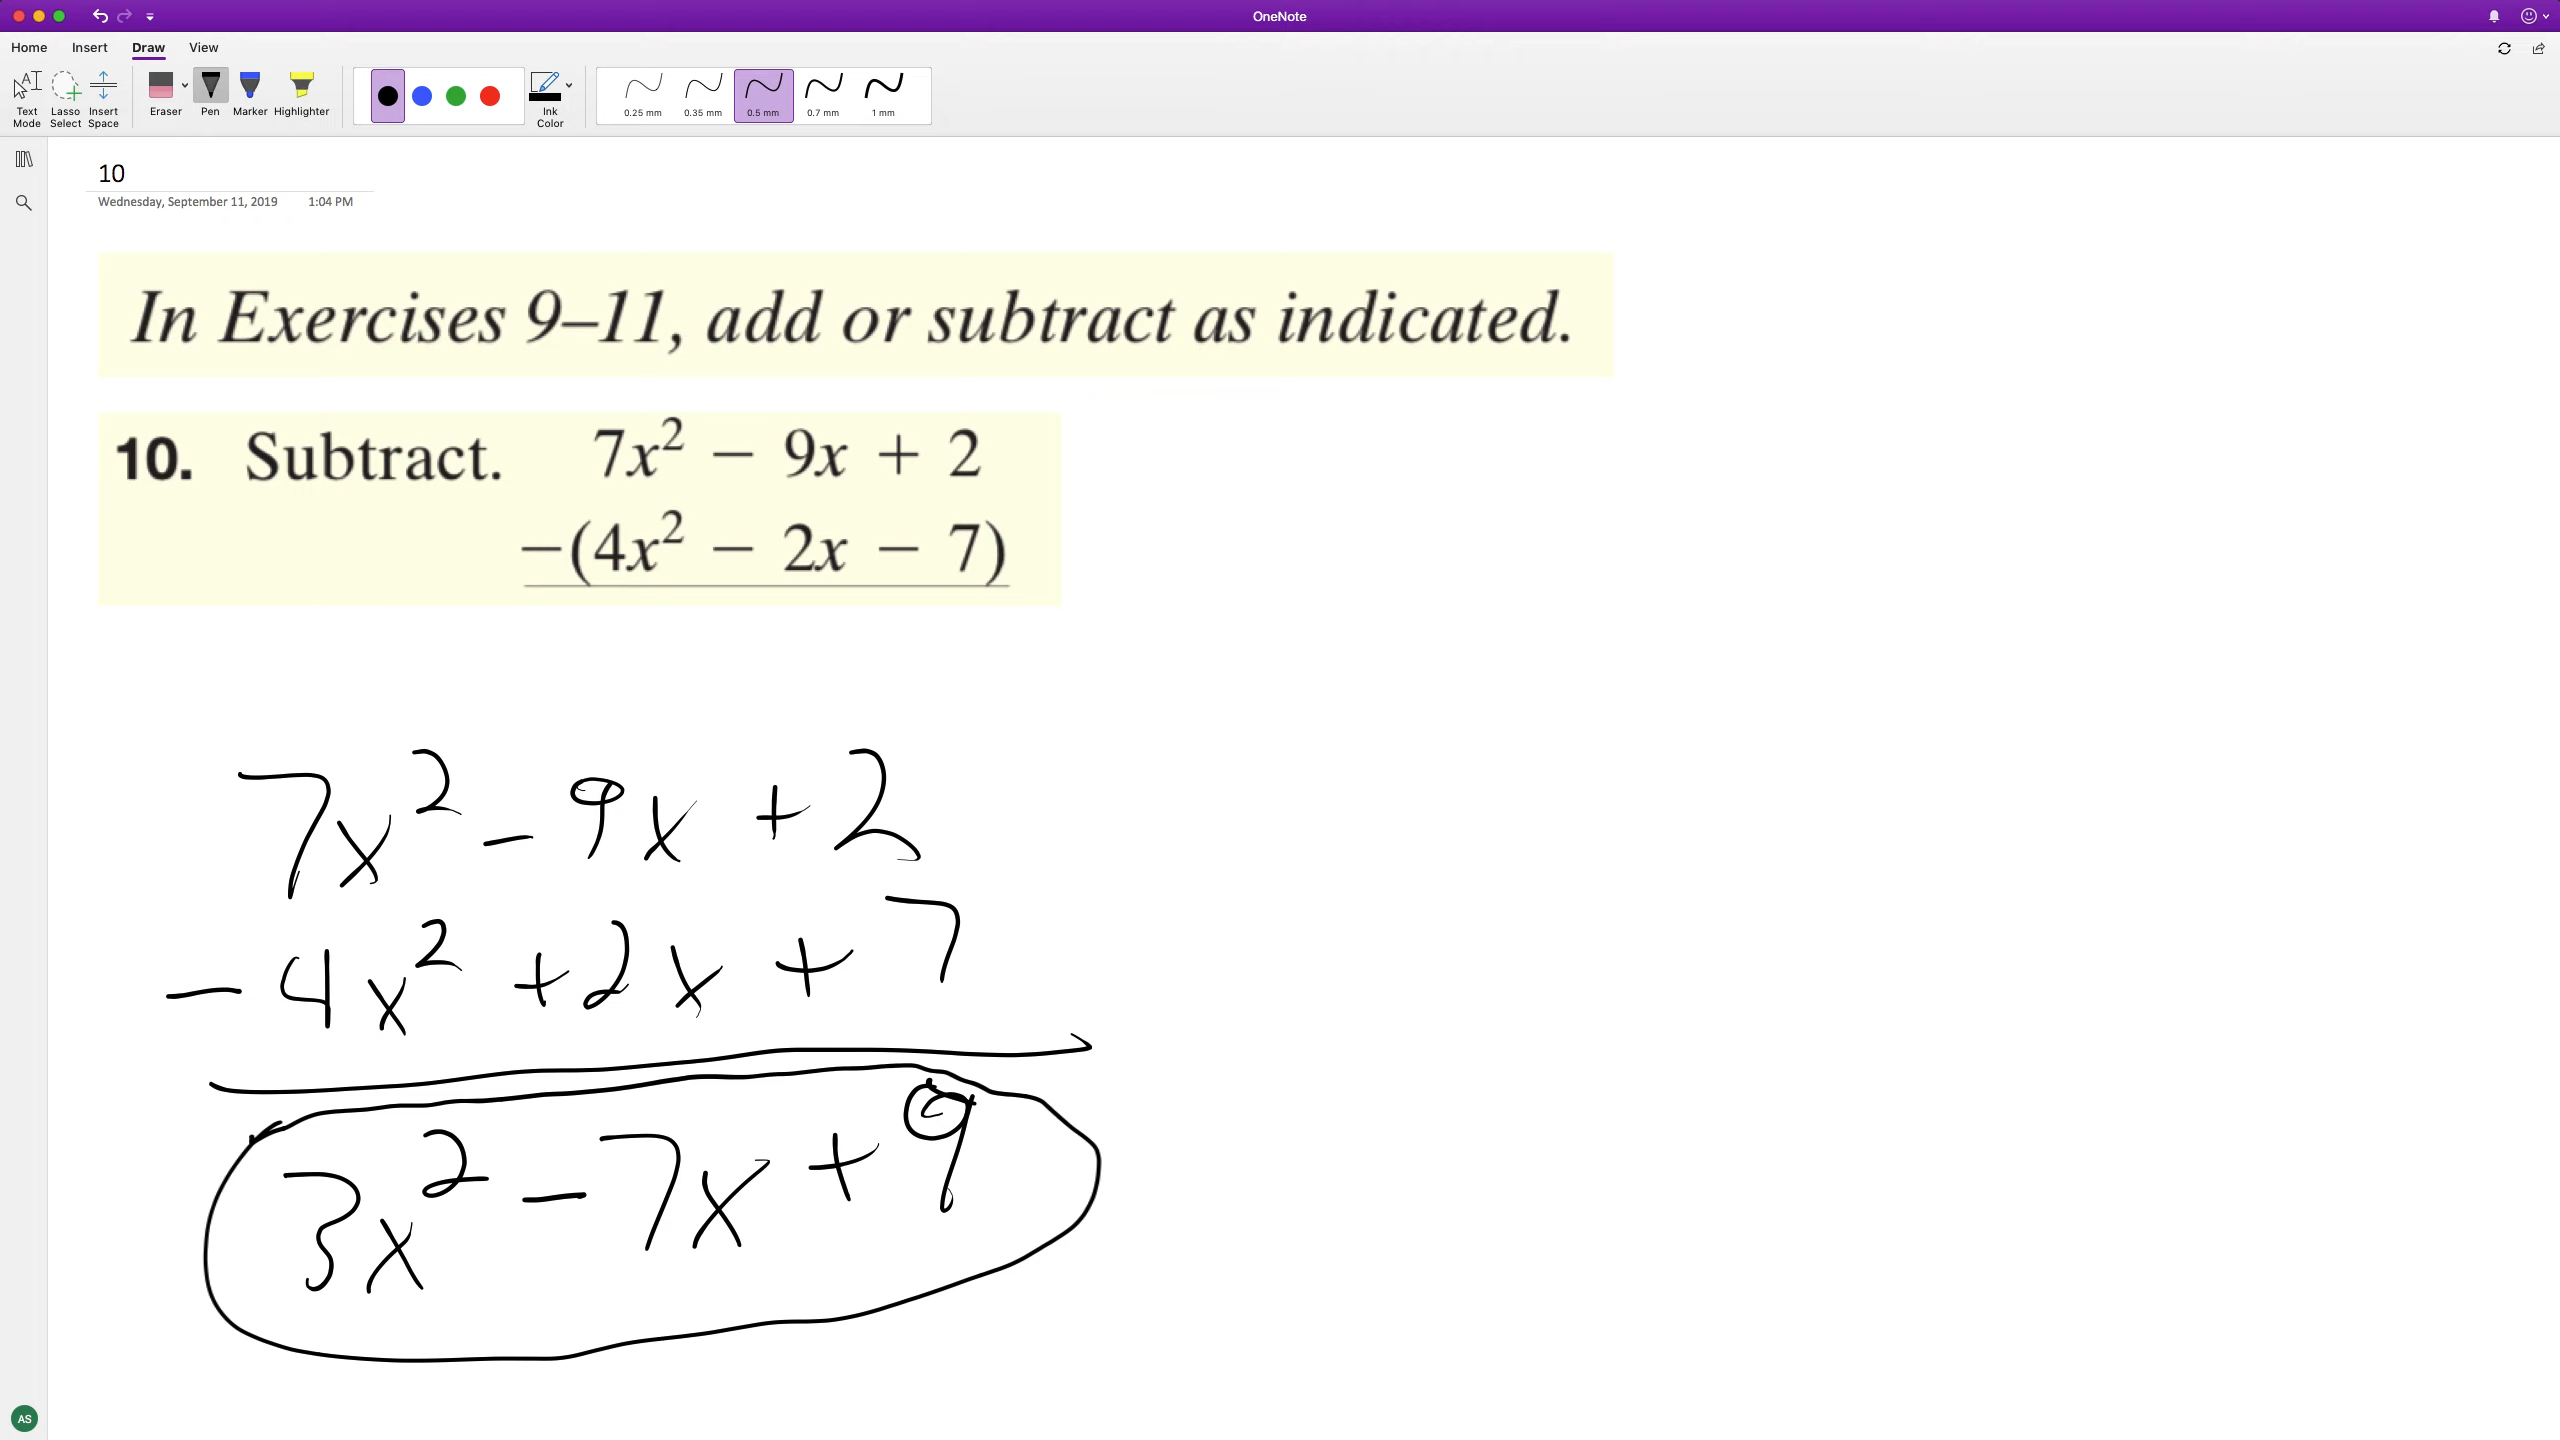 OneNote
Home Insert Draw View
Text Mode Lasso Select Insert Space Eraser Pen Marker Highlighter Ink Color 0.25 mm 0.35 mm 0.5 mm 0.7 mm 1 mm
10
Wednesday, September 11, 2019 1:04 PM
In Exercises 9–11, add or subtract as indicated.
10. Subtract. 7x² − 9x + 2
−(4x² − 2x − 7)
7x² - 9x + 2
- 4x² + 2x + 7
3x² - 7x + 9
AS